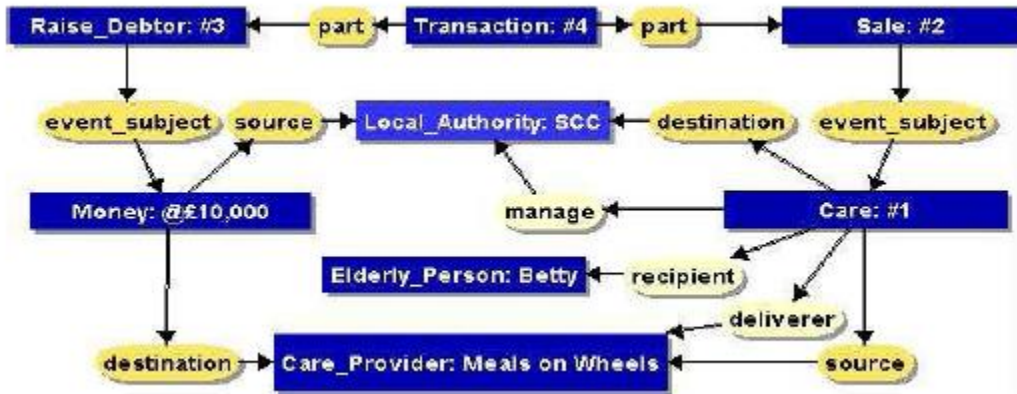 Raise_Debtor: #3 part Transaction: #4 part Sale: #2
event_subject source Local_Authority: SCC destination event_subject
Money: @£10,000 manage Care: #1
Elderly_Person: Betty recipient
deliverer
destination Care_Provider: Meals on Wheels source